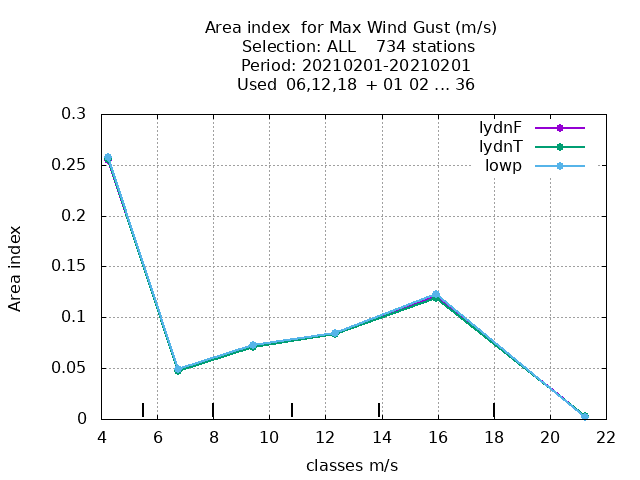 Area index  for Max Wind Gust (m/s)
Selection: ALL    734 stations
Period: 20210201-20210201
Used  06,12,18  + 01 02 ... 36
0.3
lydnF
lydnT
0.25
lowp
0.2
0.15
Area index
0.1
0.05
0
4 6 8 10 12 14 16 18 20 22
classes m/s